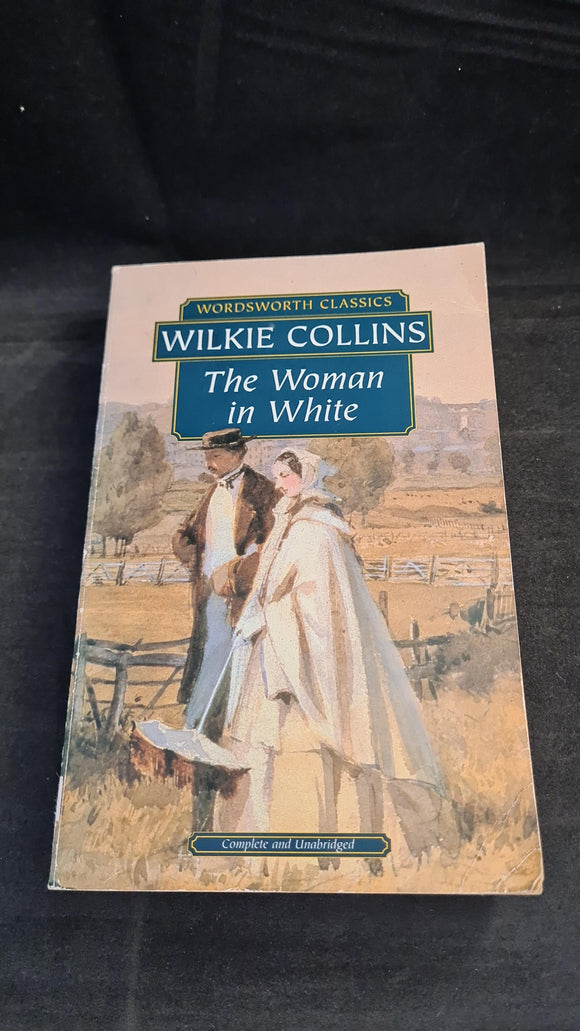 WORDSWORTH CLASSICS
WILKIE COLLINS
The Woman
in White
Complete and Unabridged